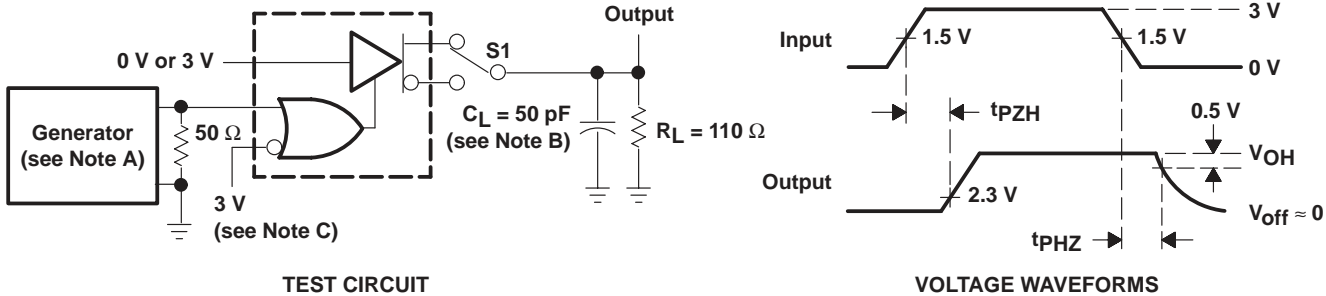 Output
S1
0 V or 3 V
Generator
(see Note A)
50 Ω
3 V
(see Note C)
CL = 50 pF
(see Note B)
RL = 110 Ω
TEST CIRCUIT
Input
1.5 V
1.5 V
3 V
0 V
tPZH
0.5 V
VOH
Output
2.3 V
Voff ≈ 0
tPHZ
VOLTAGE WAVEFORMS